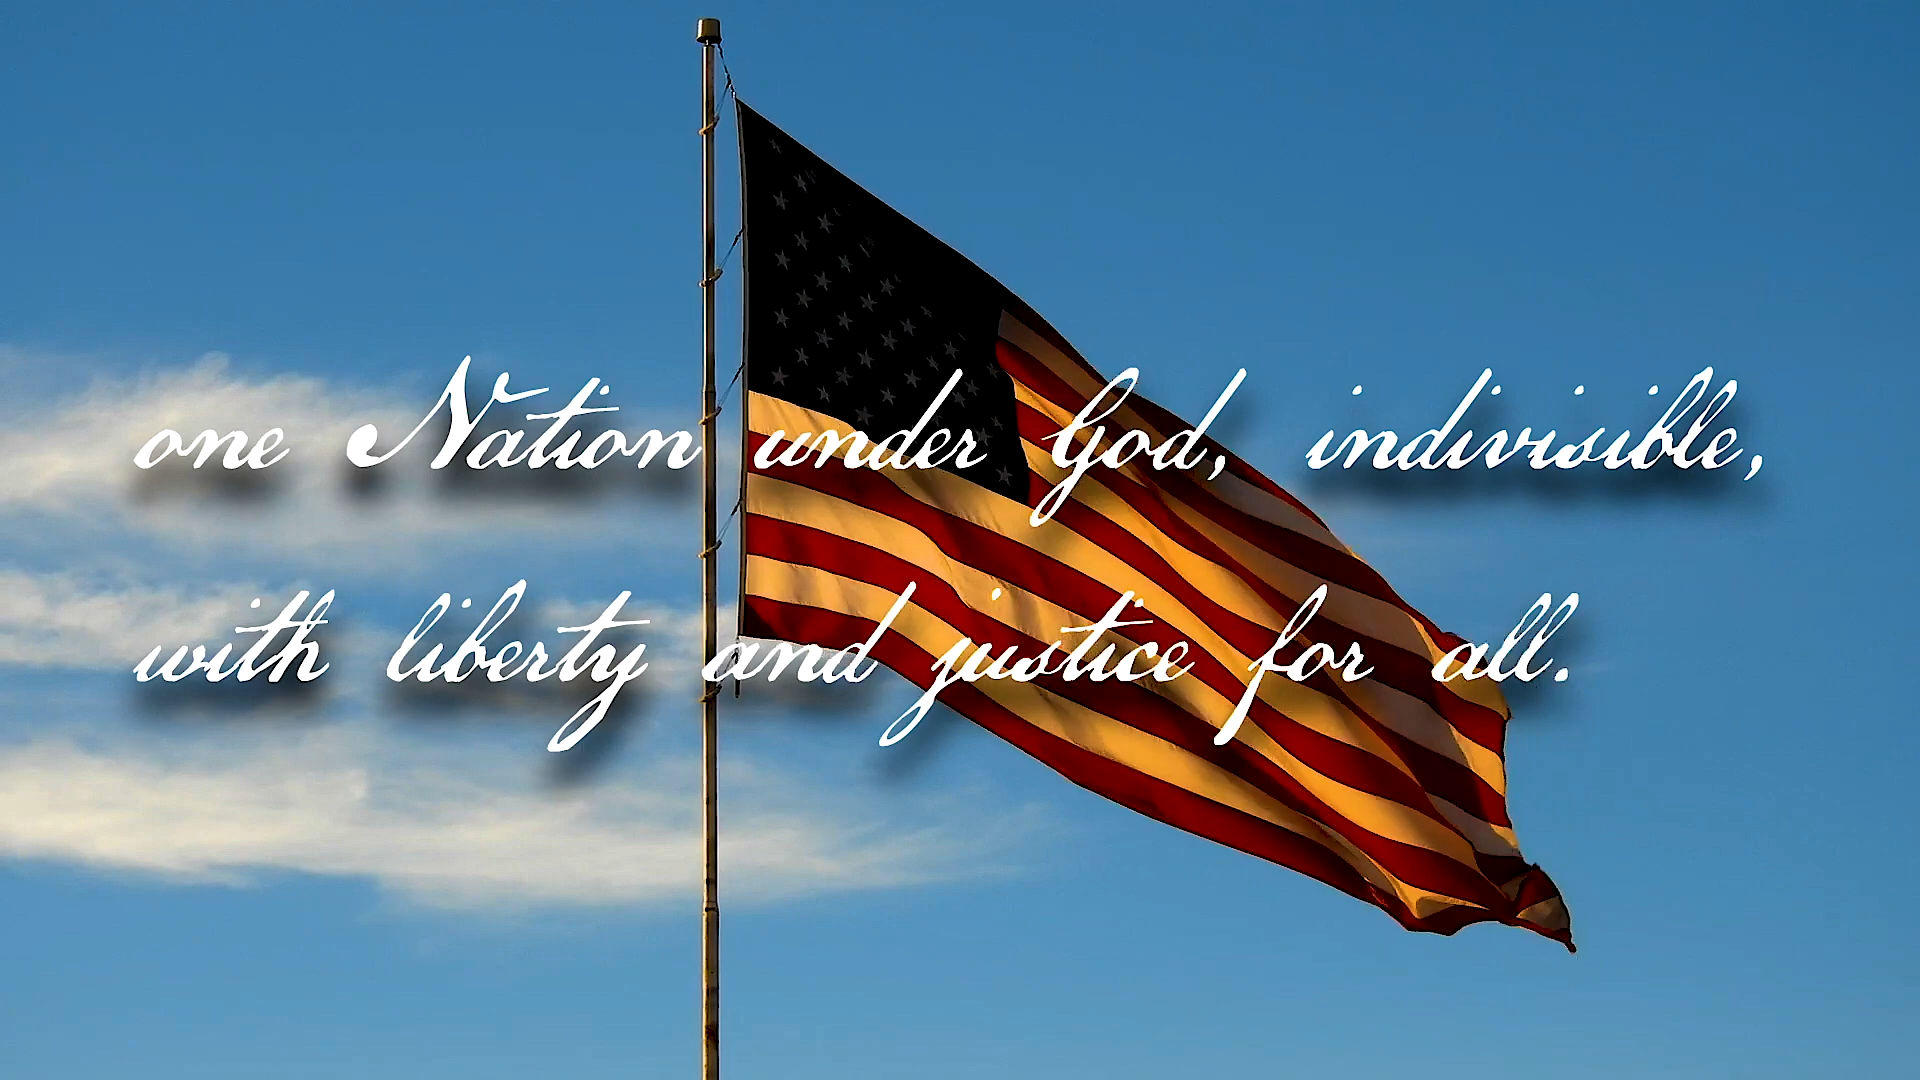 one Nation under God, indivisible,
with liberty and justice for all.